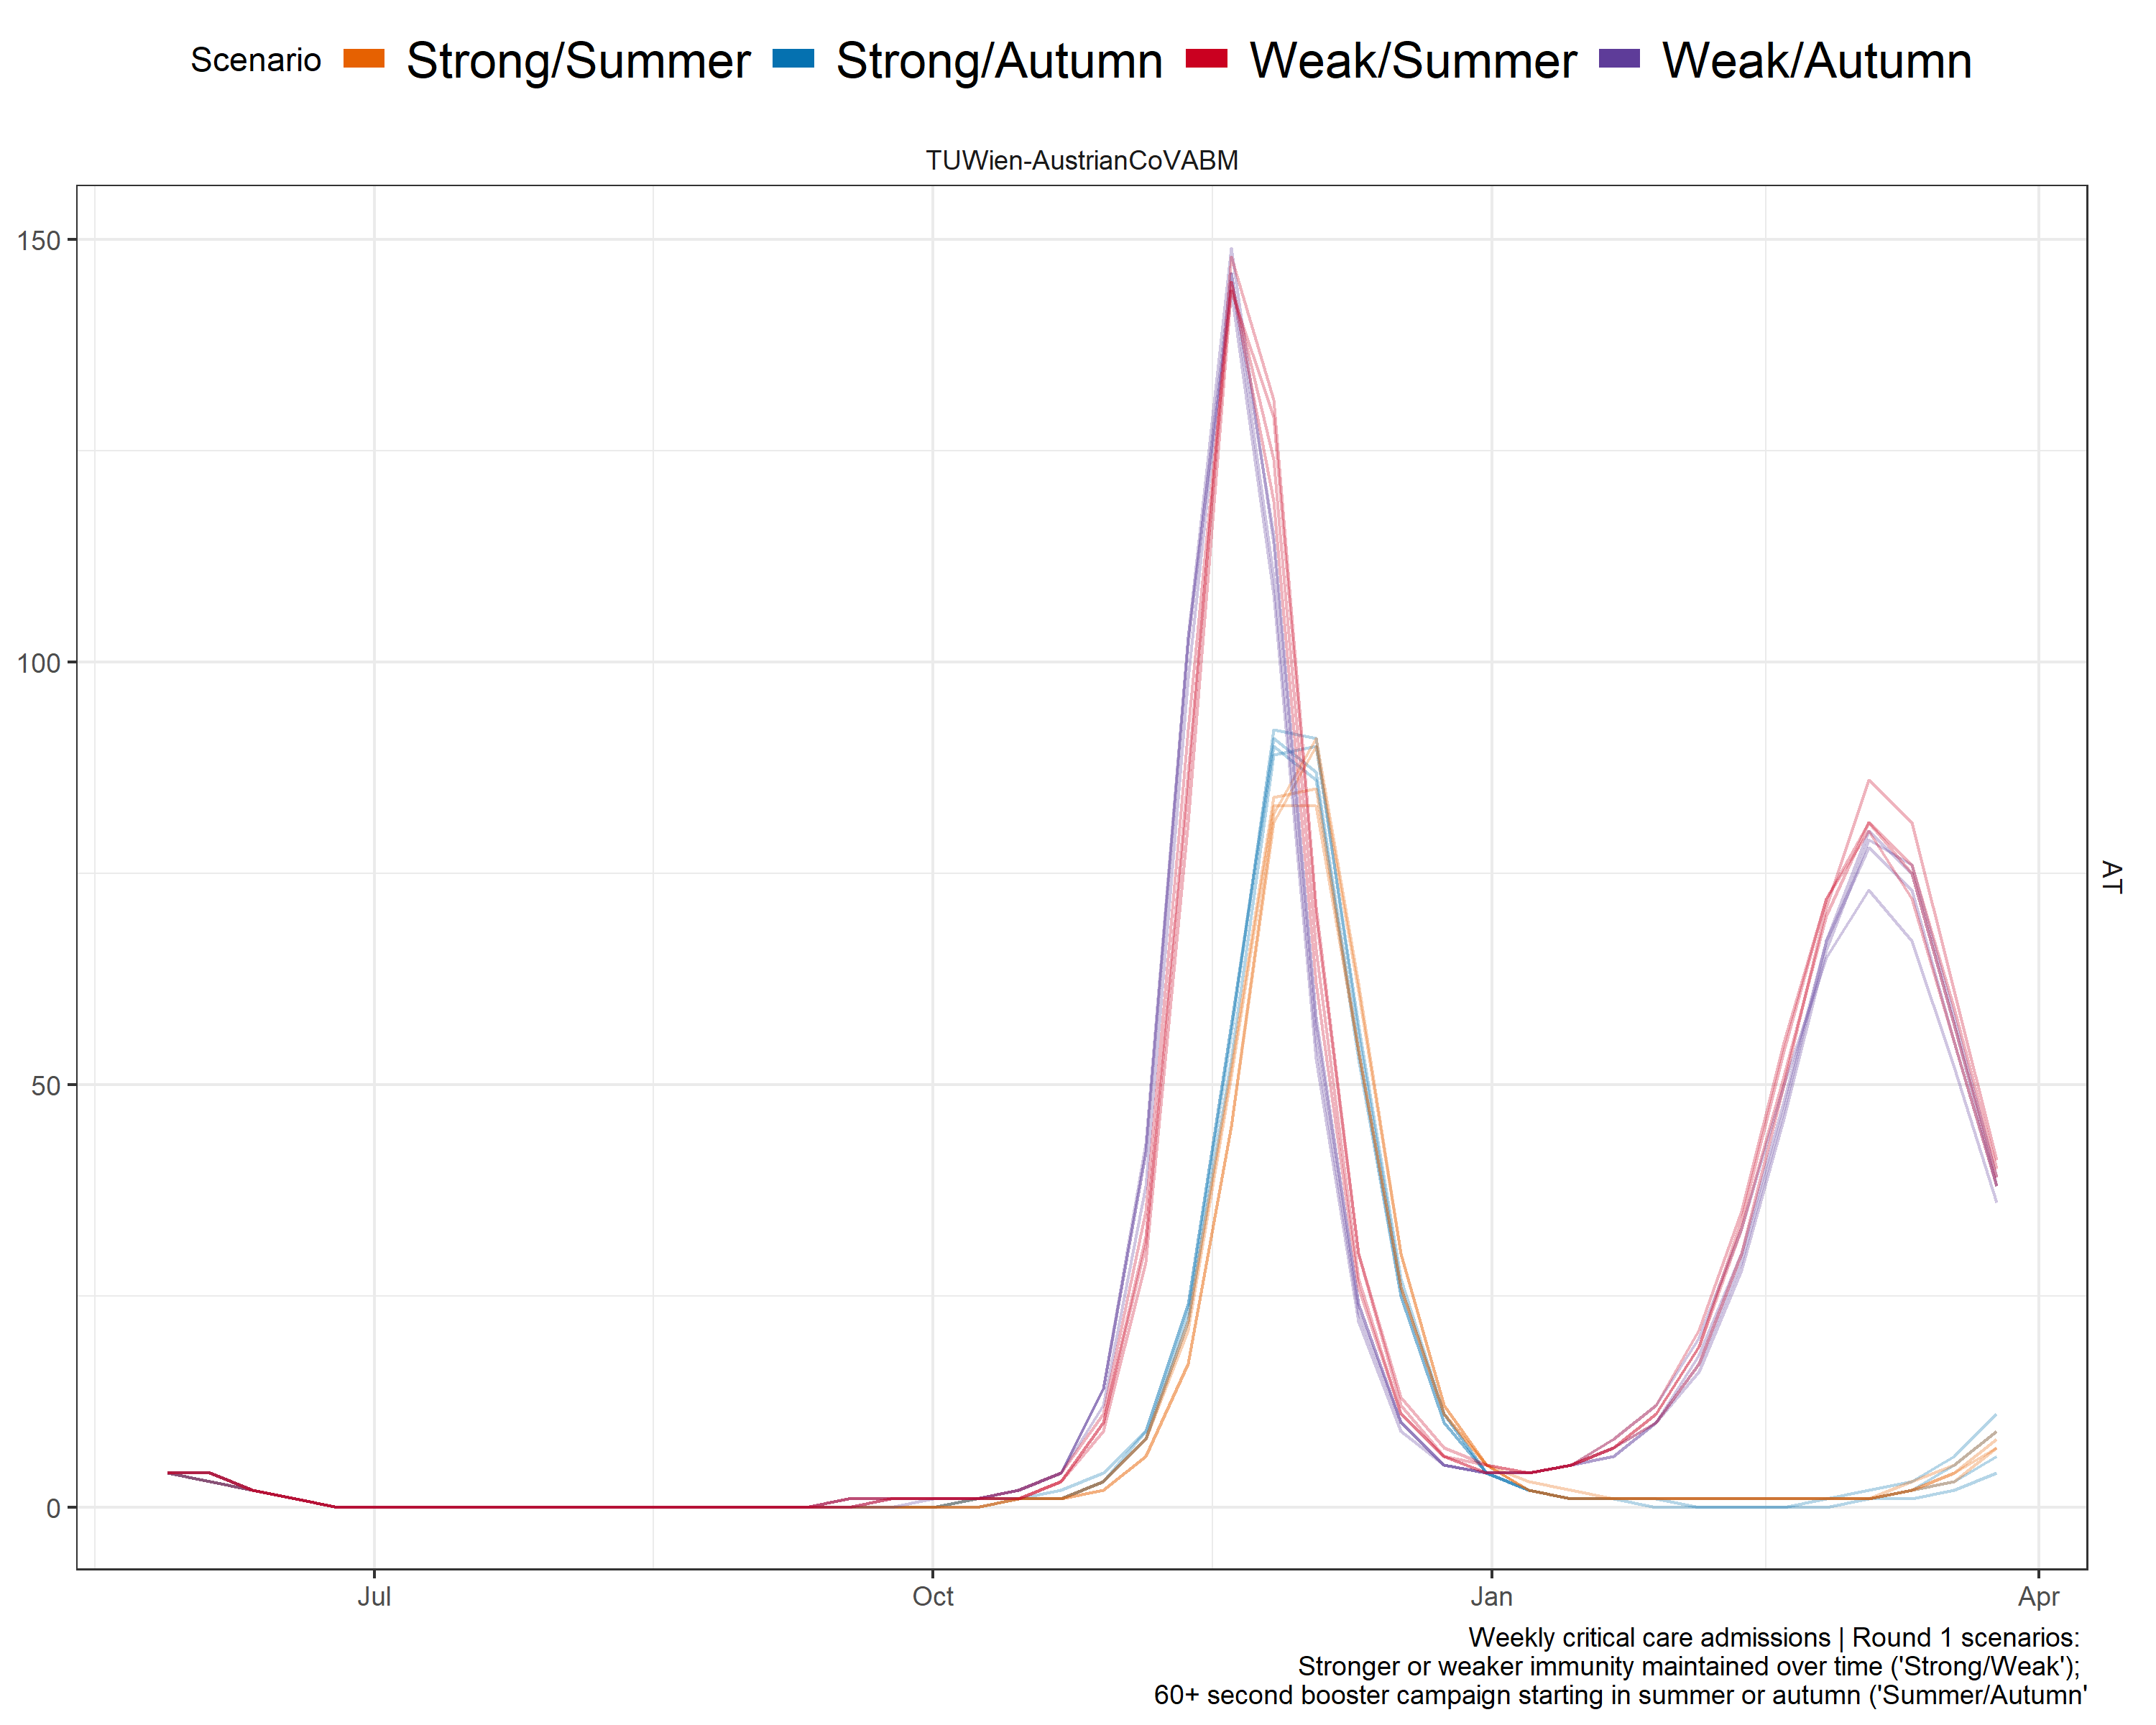 Scenario Strong/Summer Strong/Autumn Weak/Summer Weak/Autumn
TUWien-AustrianCoVABM
150
100
50
0
AT
Jul Oct Jan Apr
Weekly critical care admissions | Round 1 scenarios:
Stronger or weaker immunity maintained over time ('Strong/Weak');
60+ second booster campaign starting in summer or autumn ('Summer/Autumn'